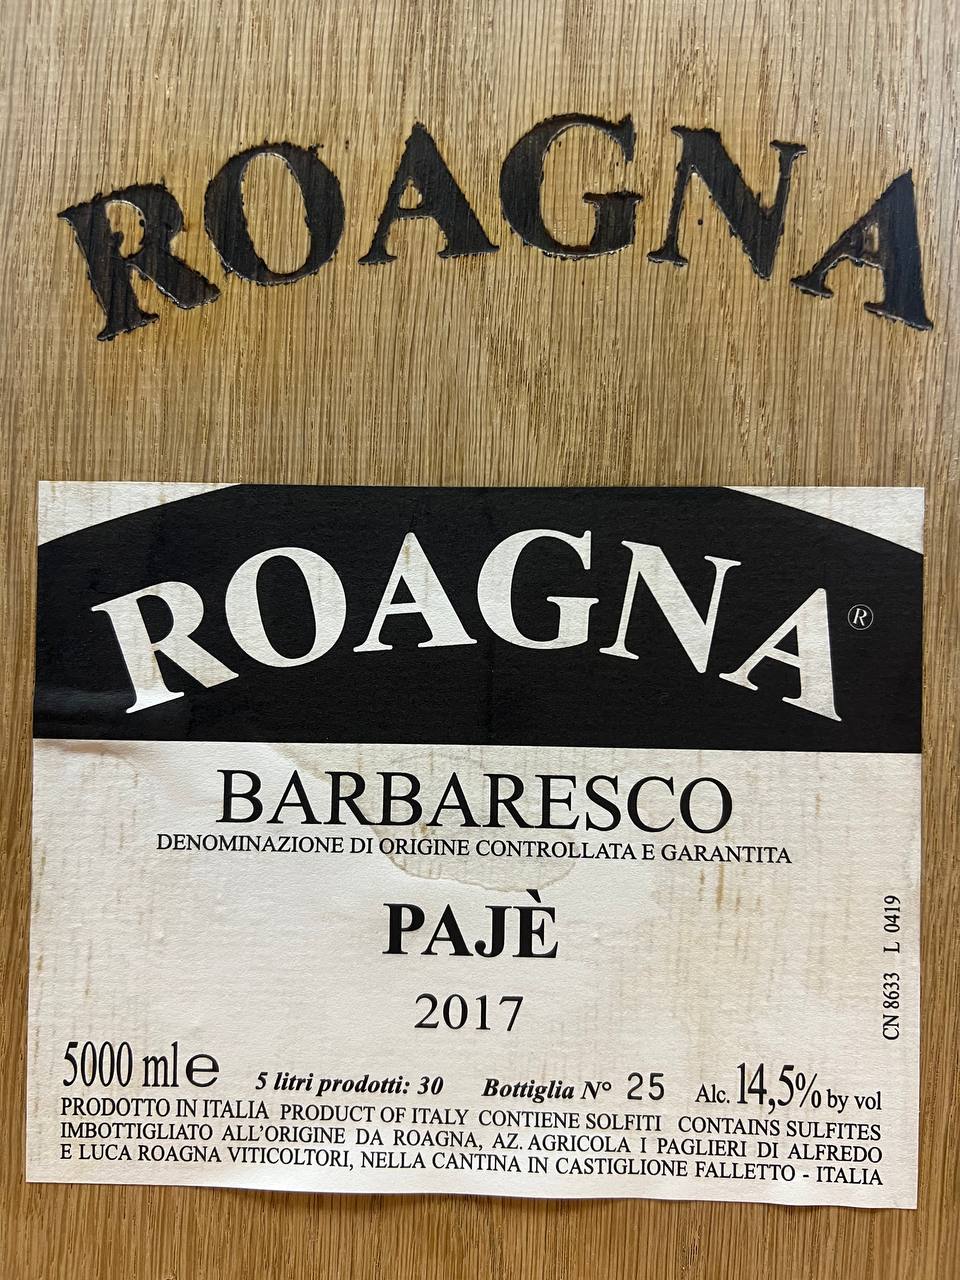 ROAGNA
ROAGNA ®
BARBARESCO
DENOMINAZIONE DI ORIGINE CONTROLLATA E GARANTITA
PAJÈ
2017
CN 8633 L 0419
5000 ml e 5 litri prodotti: 30 Bottiglia N° 25 Alc. 14,5% by vol
PRODOTTO IN ITALIA PRODUCT OF ITALY CONTIENE SOLFITI CONTAINS SULFITES
IMBOTTIGLIATO ALL'ORIGINE DA ROAGNA, AZ. AGRICOLA I PAGLIERI DI ALFREDO
E LUCA ROAGNA VITICOLTORI, NELLA CANTINA IN CASTIGLIONE FALLETTO - ITALIA